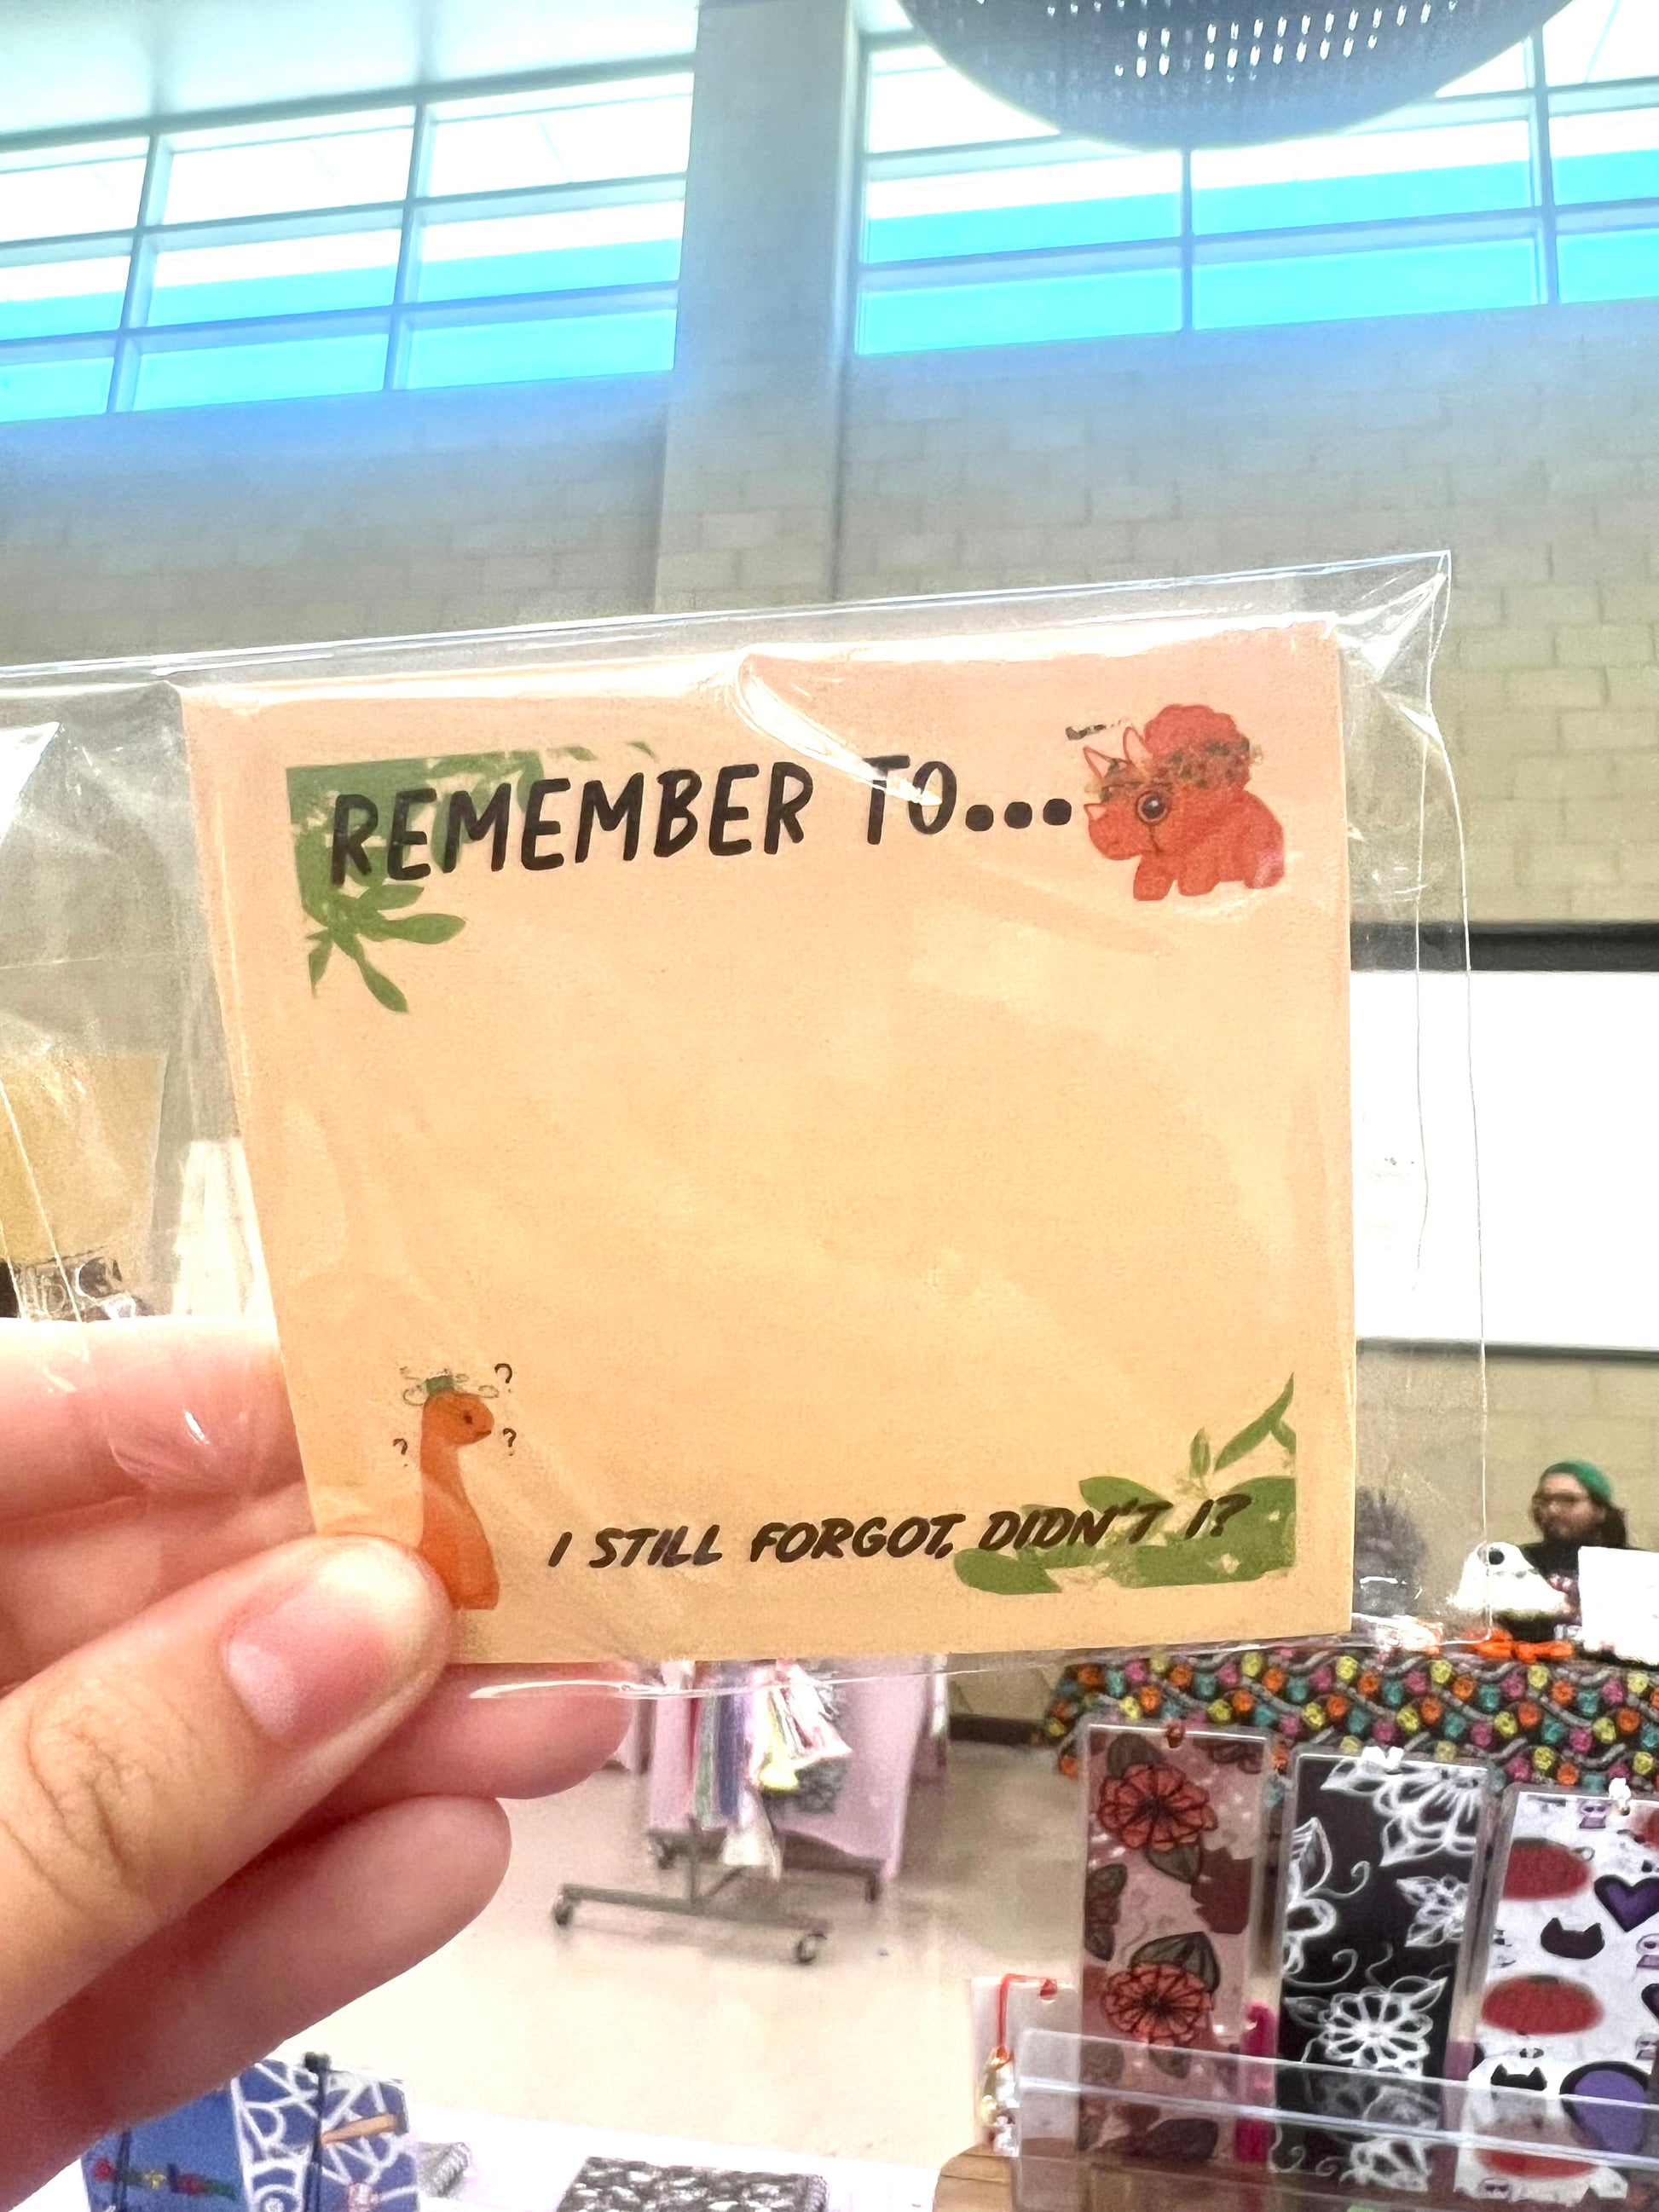 REMEMBER TO...
? 
? ?
I STILL FORGOT, DIDN'T I?